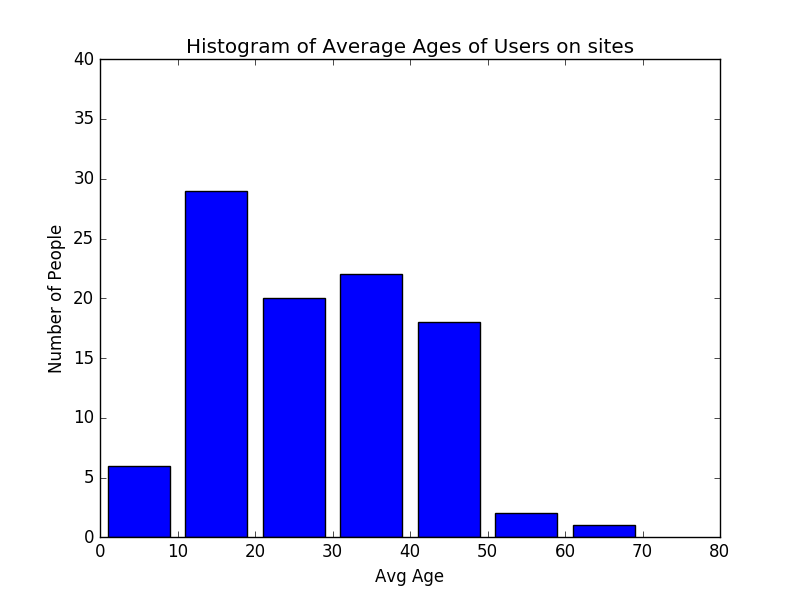 Histogram of Average Ages of Users on sites
40
35
30
25
20
15
10
5
0
Number of People
0 10 20 30 40 50 60 70 80
Avg Age